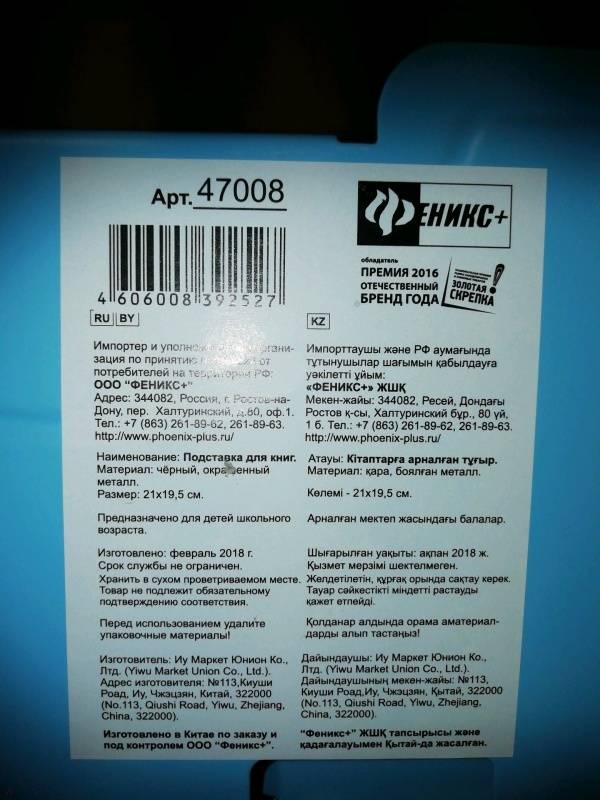 Арт. 47008
ФЕНИКС+
4 606008 392527
обладатель
ПРЕМИЯ 2016
ОТЕЧЕСТВЕННЫЙ
БРЕНД ГОДА
ЗОЛОТАЯ
СКРЕПКА
RU BY
Импортер и уполно органи-
зация по принятию от
потребителей на территории РФ:
ООО "ФЕНИКС+"
Адрес: 344082, Россия, г. Ростов-на-
Дону, пер. Халтуринский, д.80, оф.1.
Тел.: +7 (863) 261-89-62, 261-89-63.
http://www.phoenix-plus.ru/
Наименование: Подставка для книг.
Материал: чёрный, окрашенный
металл.
Размер: 21х19,5 см.
Предназначено для детей школьного
возраста.
Изготовлено: февраль 2018 г.
Срок службы не ограничен.
Хранить в сухом проветриваемом месте.
Товар не подлежит обязательному
подтверждению соответствия.
Перед использованием удалите
упаковочные материалы!
Изготовитель: Иу Маркет Юнион Ко.,
Лтд. (Yiwu Market Union Co., Ltd.).
Адрес изготовителя: №113,Киуши
Роад, Иу, Чжэцзян, Китай, 322000
(No.113, Qiushi Road, Yiwu, Zhejiang,
China, 322000).
Изготовлено в Китае по заказу и
под контролем ООО "Феникс+".
KZ
Импорттаушы және РФ аумағында
тұтынушылар шағымын қабылдауға
уәкілетті ұйым:
«ФЕНИКС+» ЖШҚ
Мекен-жайы: 344082, Ресей, Дондағы
Ростов қ-сы, Халтуринский бұр., 80 үй,
1 б. Тел.: +7 (863) 261-89-62, 261-89-63.
http://www.phoenix-plus.ru/
Атауы: Кітаптарға арналған тұғыр.
Материал: қара, боялған металл.
Көлемі - 21х19,5 см.
Арналған мектеп жасындағы балалар.
Шығарылған уақыты: ақпан 2018 ж.
Қызмет мерзімі шектелмеген.
Желдетілетін, құрғақ орында сақтау керек.
Тауар сәйкестікті міндетті растауды
қажет етпейді.
Қолданар алдында орама аматериал-
дарды алып тастаңыз!
Дайындаушы: Иу Маркет Юнион Ко.,
Лтд. (Yiwu Market Union Co., Ltd.).
Дайындаушының мекен-жайы: №113,
Киуши Роад,Иу, Чжэцзян, Қытай, 322000
(No.113, Qiushi Road, Yiwu, Zhejiang,
China, 322000).
"Феникс+" ЖШҚ тапсырысы және
қадағалауымен Қытай-да жасалған.